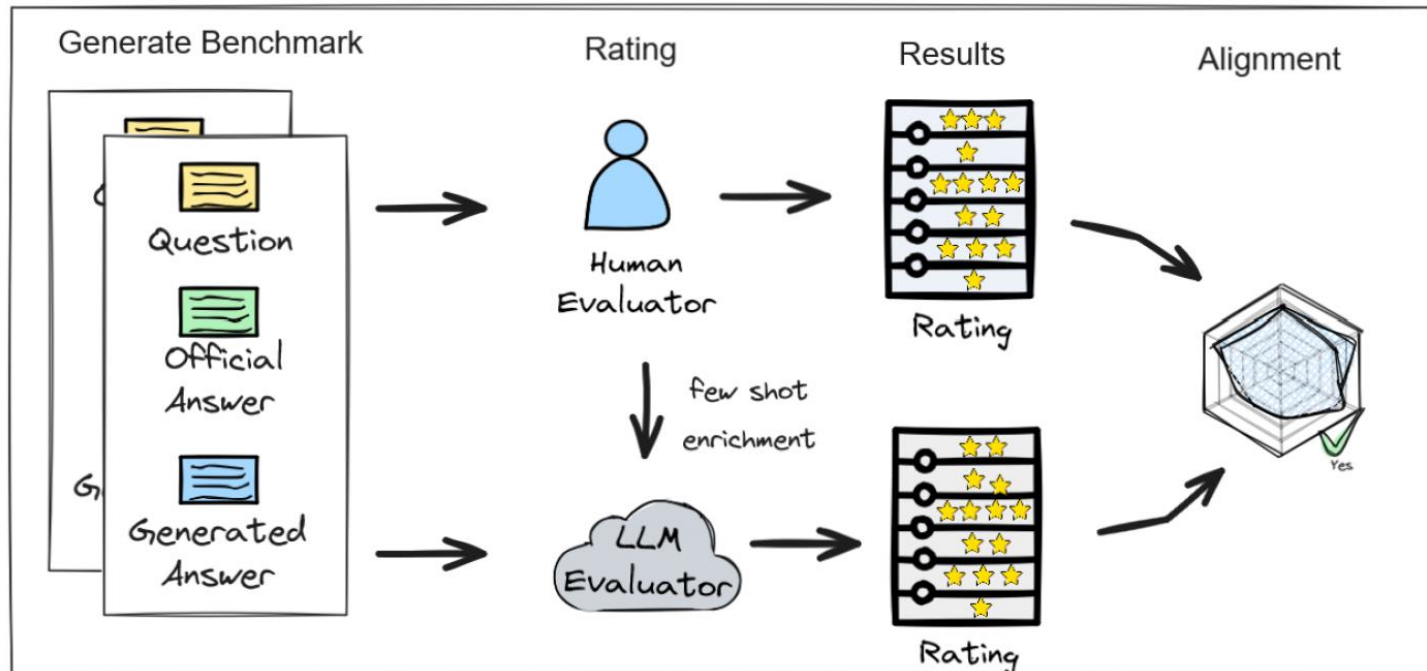 Generate Benchmark
Rating
Results
Alignment
Question
Official
Answer
Generated
Answer
Human
Evaluator
few shot
enrichment
LLM
Evaluator
Rating
Rating
Yes